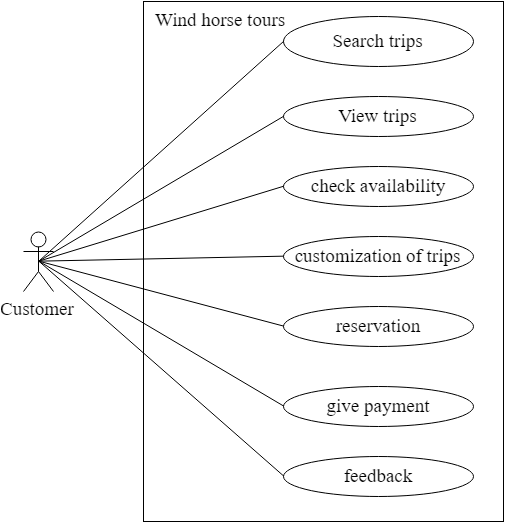 Wind horse tours
Search trips
View trips
check availability
customization of trips
Customer
reservation
give payment
feedback